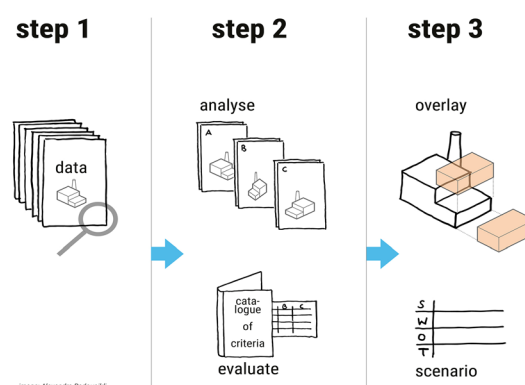 step 1
data
step 2
analyse
A
B
C
cata-
logue
of
criteria
B C
evaluate
step 3
overlay
S
W
O
T
scenario